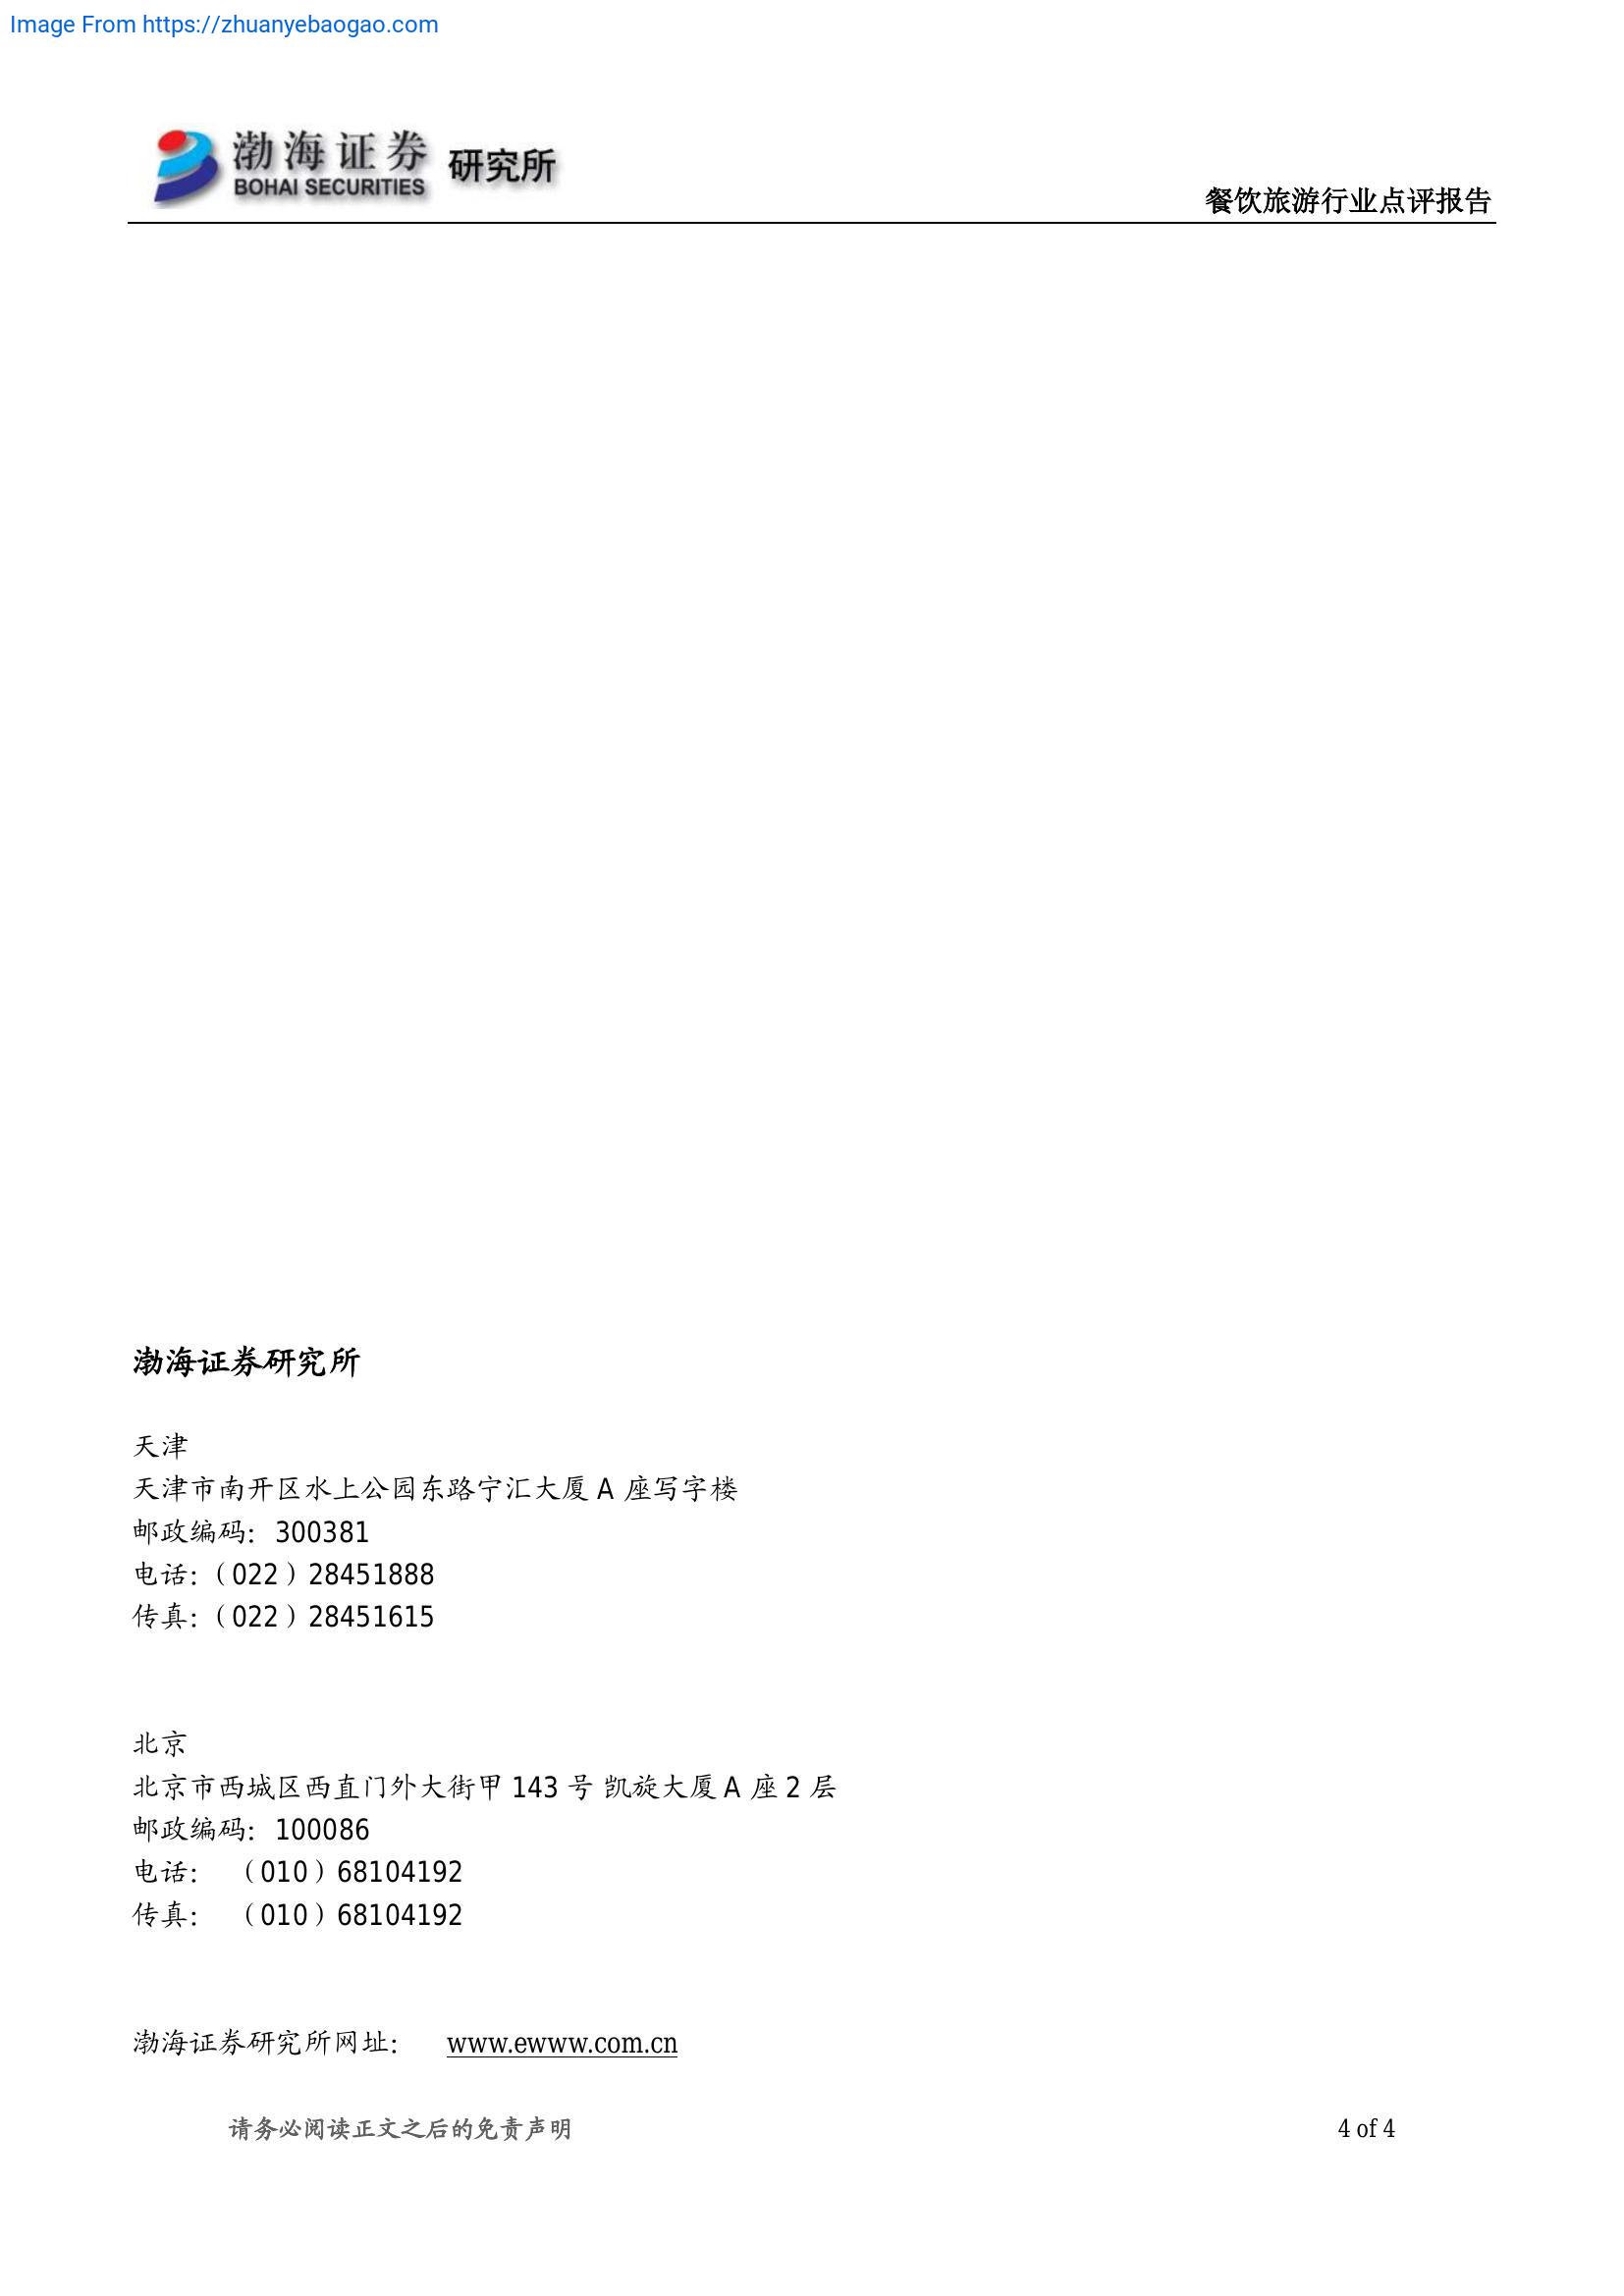 Image From https://zhuanyebaogao.com
渤海证券 研究所
BOHAI SECURITIES
餐饮旅游行业点评报告
渤海证券研究所
天津
天津市南开区水上公园东路宁汇大厦 A 座写字楼
邮政编码：300381
电话：（022）28451888
传真：（022）28451615
北京
北京市西城区西直门外大街甲 143 号 凯旋大厦 A 座 2 层
邮政编码：100086
电话： （010）68104192
传真： （010）68104192
渤海证券研究所网址： www.ewww.com.cn
请务必阅读正文之后的免责声明 4 of 4